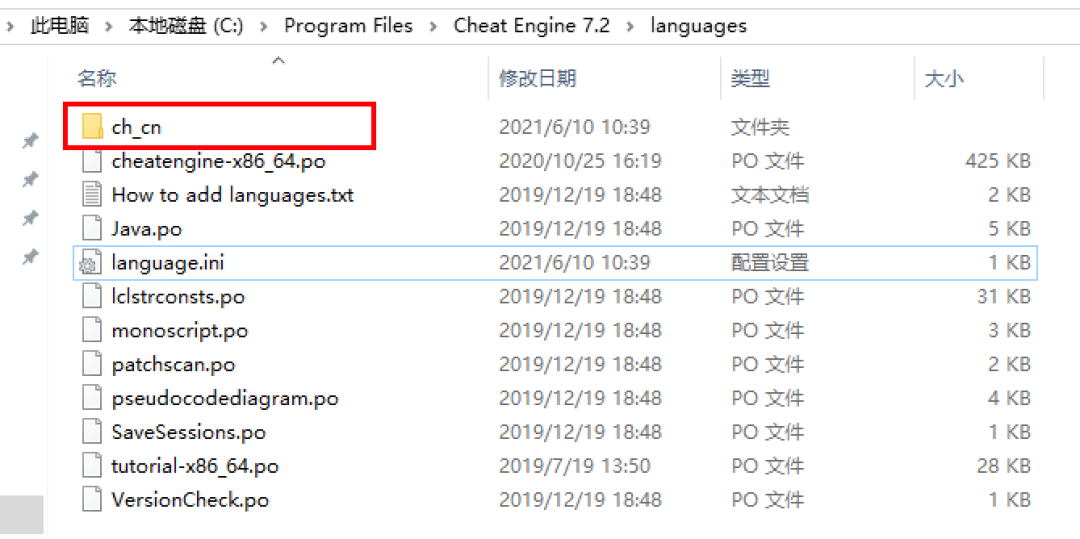 此电脑 > 本地磁盘 (C:) > Program Files > Cheat Engine 7.2 > languages
名称 修改日期 类型 大小
ch_cn 2021/6/10 10:39 文件夹
cheatengine-x86_64.po 2020/10/25 16:19 PO 文件 425 KB
How to add languages.txt 2019/12/19 18:48 文本文档 2 KB
Java.po 2019/12/19 18:48 PO 文件 5 KB
language.ini 2021/6/10 10:39 配置设置 1 KB
lclstrconsts.po 2019/12/19 18:48 PO 文件 31 KB
monoscript.po 2019/12/19 18:48 PO 文件 3 KB
patchscan.po 2019/12/19 18:48 PO 文件 2 KB
pseudocodediagram.po 2019/12/19 18:48 PO 文件 4 KB
SaveSessions.po 2019/12/19 18:48 PO 文件 1 KB
tutorial-x86_64.po 2019/7/19 13:50 PO 文件 28 KB
VersionCheck.po 2019/12/19 18:48 PO 文件 1 KB